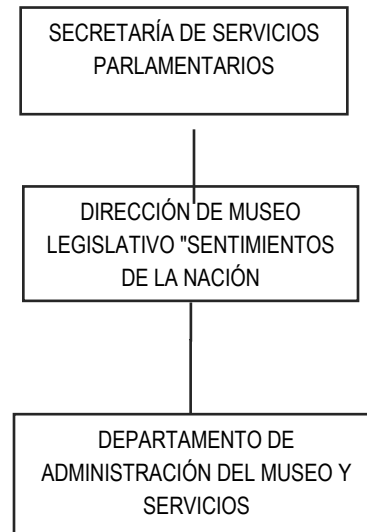 SECRETARÍA DE SERVICIOS
PARLAMENTARIOS
DIRECCIÓN DE MUSEO
LEGISLATIVO "SENTIMIENTOS
DE LA NACIÓN
DEPARTAMENTO DE
ADMINISTRACIÓN DEL MUSEO Y
SERVICIOS